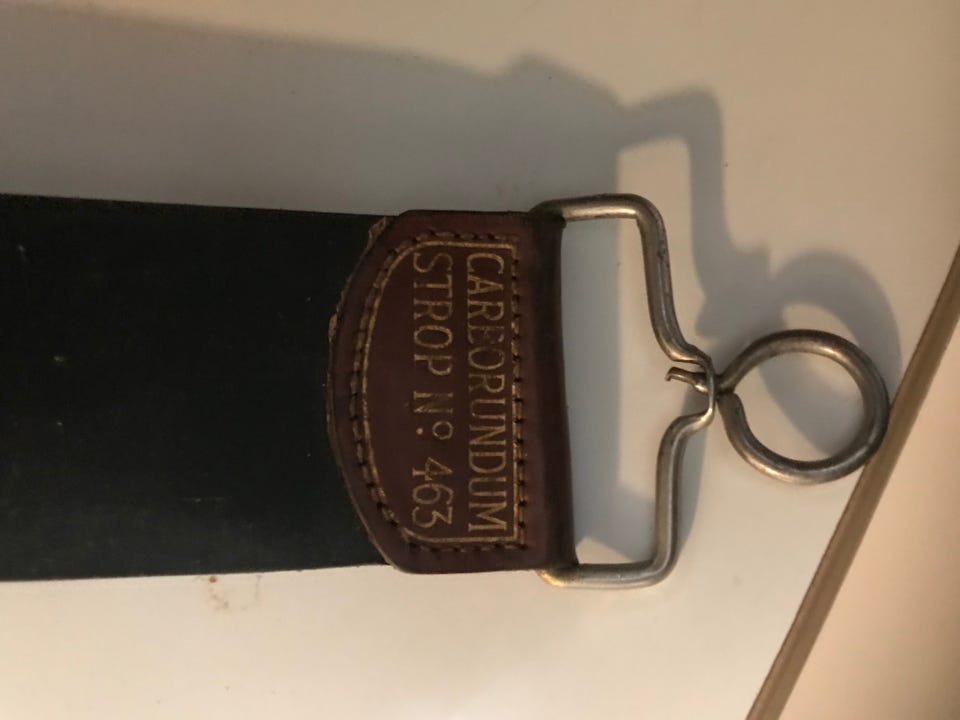 CARBORUNDUM
STROP Nº 463